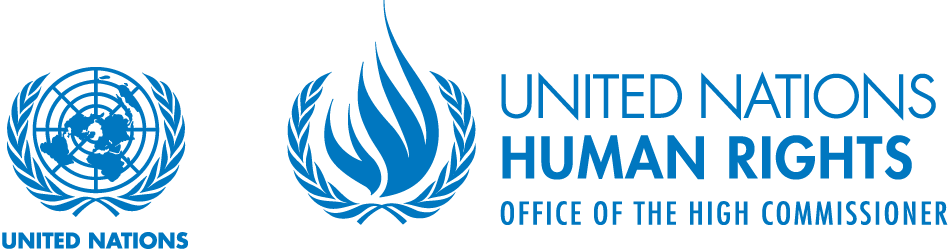 UNITED NATIONS
UNITED NATIONS
HUMAN RIGHTS
OFFICE OF THE HIGH COMMISSIONER